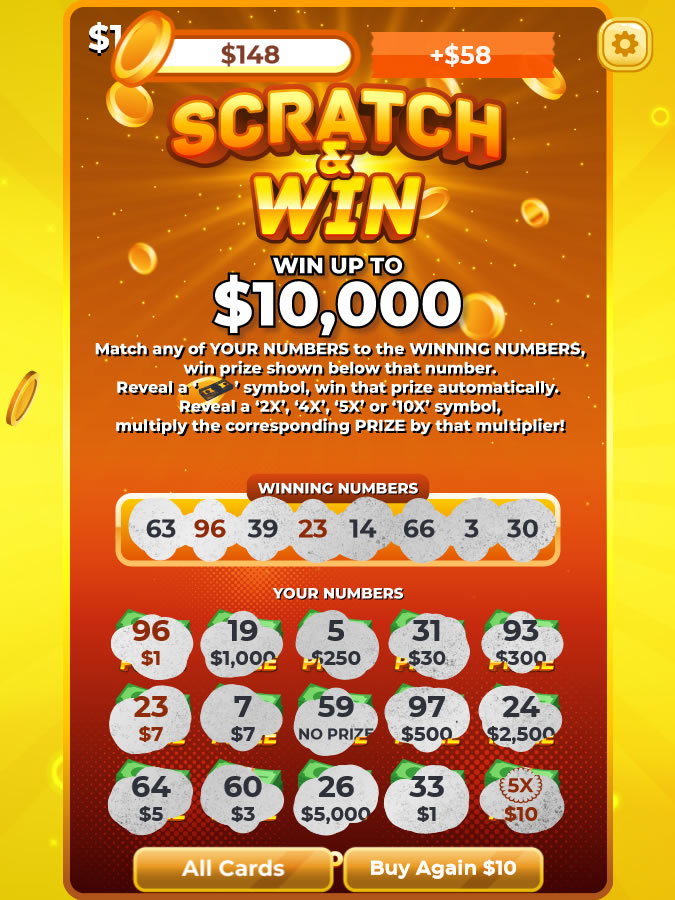 $1
$148
+$58
SCRATCH
&
WIN
WIN UP TO
$10,000
Match any of YOUR NUMBERS to the WINNING NUMBERS,
win prize shown below that number.
Reveal a ‘ ’ symbol, win that prize automatically.
Reveal a ‘2X’, ‘4X’, ‘5X’ or ‘10X’ symbol,
multiply the corresponding PRIZE by that multiplier!
WINNING NUMBERS
63 96 39 23 14 66 3 30
YOUR NUMBERS
96 19 5 31 93
$1 $1,000 $250 $30 $300
23 7 59 97 24
$7 $7 NO PRIZE $500 $2,500
64 60 26 33 5X
$5 $3 $5,000 $1 $10
All Cards Buy Again $10